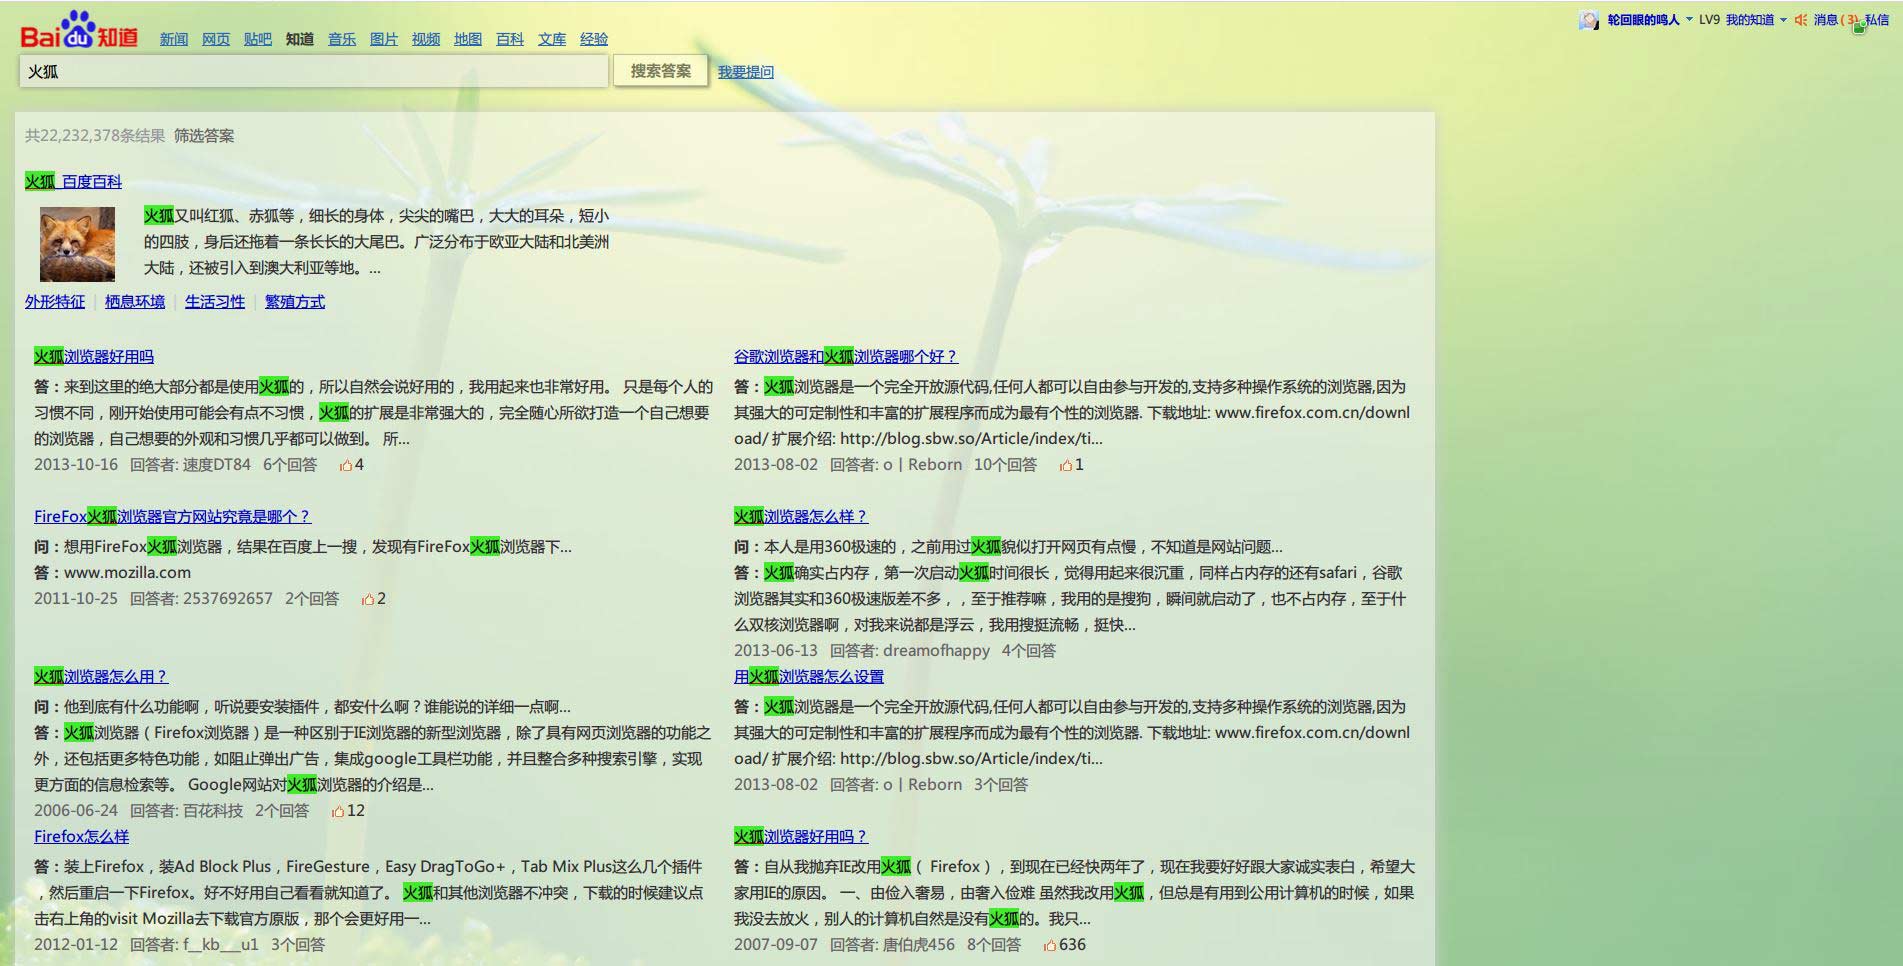 Bai du 知道 新闻 网页 贴吧 知道 音乐 图片 视频 地图 百科 文库 经验
轮回眼的鸣人 LV9 我的知道 消息(3) 私信
火狐 搜索答案 我要提问
共22,232,378条结果 筛选答案
火狐_百度百科
火狐又叫红狐、赤狐等，细长的身体，尖尖的嘴巴，大大的耳朵，短小
的四肢，身后还拖着一条长长的大尾巴。广泛分布于欧亚大陆和北美洲
大陆，还被引入到澳大利亚等地。...
外形特征 | 栖息环境 | 生活习性 | 繁殖方式
火狐浏览器好用吗
答：来到这里的绝大部分都是使用火狐的，所以自然会说好用的，我用起来也非常好用。 只是每个人的
习惯不同，刚开始使用可能会有点不习惯，火狐的扩展是非常强大的，完全随心所欲打造一个自己想要
的浏览器，自己想要的外观和习惯几乎都可以做到。 所...
2013-10-16 回答者: 速度DT84 6个回答 4
谷歌浏览器和火狐浏览器哪个好？
答：火狐浏览器是一个完全开放源代码,任何人都可以自由参与开发的,支持多种操作系统的浏览器,因为
其强大的可定制性和丰富的扩展程序而成为最有个性的浏览器. 下载地址: www.firefox.com.cn/downl
oad/ 扩展介绍: http://blog.sbw.so/Article/index/ti...
2013-08-02 回答者: o丨Reborn 10个回答 1
FireFox火狐浏览器官方网站究竟是哪个？
问：想用FireFox火狐浏览器，结果在百度上一搜，发现有FireFox火狐浏览器下...
答：www.mozilla.com
2011-10-25 回答者: 2537692657 2个回答 2
火狐浏览器怎么样？
问：本人是用360极速的，之前用过火狐貌似打开网页有点慢，不知道是网站问题...
答：火狐确实占内存，第一次启动火狐时间很长，觉得用起来很沉重，同样占内存的还有safari，谷歌
浏览器其实和360极速版差不多，，至于推荐嘛，我用的是搜狗，瞬间就启动了，也不占内存，至于什
么双核浏览器啊，对我来说都是浮云，我用搜挺流畅，挺快...
2013-06-13 回答者: dreamofhappy 4个回答
火狐浏览器怎么用？
问：他到底有什么功能啊，听说要安装插件，都安什么啊？谁能说的详细一点啊...
答：火狐浏览器（Firefox浏览器）是一种区别于IE浏览器的新型浏览器，除了具有网页浏览器的功能之
外，还包括更多特色功能，如阻止弹出广告，集成google工具栏功能，并且整合多种搜索引擎，实现
更方面的信息检索等。 Google网站对火狐浏览器的介绍是...
2006-06-24 回答者: 百花科技 2个回答 12
用火狐浏览器怎么设置
答：火狐浏览器是一个完全开放源代码,任何人都可以自由参与开发的,支持多种操作系统的浏览器,因为
其强大的可定制性和丰富的扩展程序而成为最有个性的浏览器. 下载地址: www.firefox.com.cn/downl
oad/ 扩展介绍: http://blog.sbw.so/Article/index/ti...
2013-08-02 回答者: o丨Reborn 3个回答
Firefox怎么样
答：装上Firefox，装Ad Block Plus，FireGesture，Easy DragToGo+，Tab Mix Plus这么几个插件
，然后重启一下Firefox。好不好用自己看看就知道了。 火狐和其他浏览器不冲突，下载的时候建议点
击右上角的visit Mozilla去下载官方原版，那个会更好用一...
2012-01-12 回答者: f__kb___u1 3个回答
火狐浏览器好用吗？
答：自从我抛弃IE改用火狐（ Firefox），到现在已经快两年了，现在我要好好跟大家诚实表白，希望大
家用IE的原因。 一、由俭入奢易，由奢入俭难 虽然我改用火狐，但总是有用到公用计算机的时候，如果
我没去放火，别人的计算机自然是没有火狐的。我只...
2007-09-07 回答者: 唐伯虎456 8个回答 636